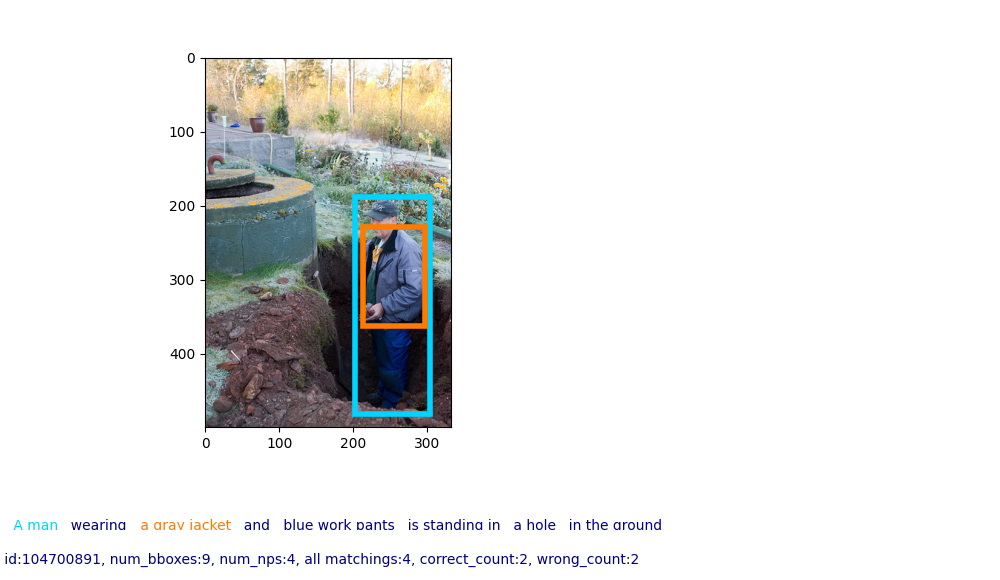 0
100
200
300
400
0 100 200 300
A man wearing a gray jacket and blue work pants is standing in a hole in the ground
id:104700891, num_bboxes:9, num_nps:4, all matchings:4, correct_count:2, wrong_count:2